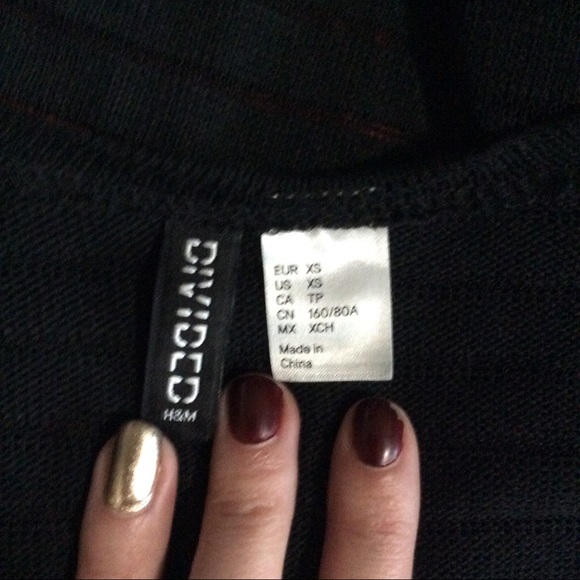 DIVIDED
H&M
EUR XS
US XS
CA TP
CN 160/80A
MX XCH
Made in
China